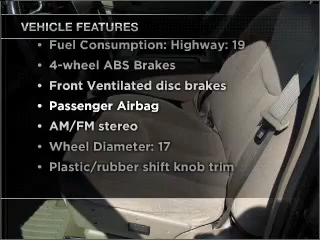 VEHICLE FEATURES
• Fuel Consumption: Highway: 19
• 4-wheel ABS Brakes
• Front Ventilated disc brakes
• Passenger Airbag
• AM/FM stereo
• Wheel Diameter: 17
• Plastic/rubber shift knob trim